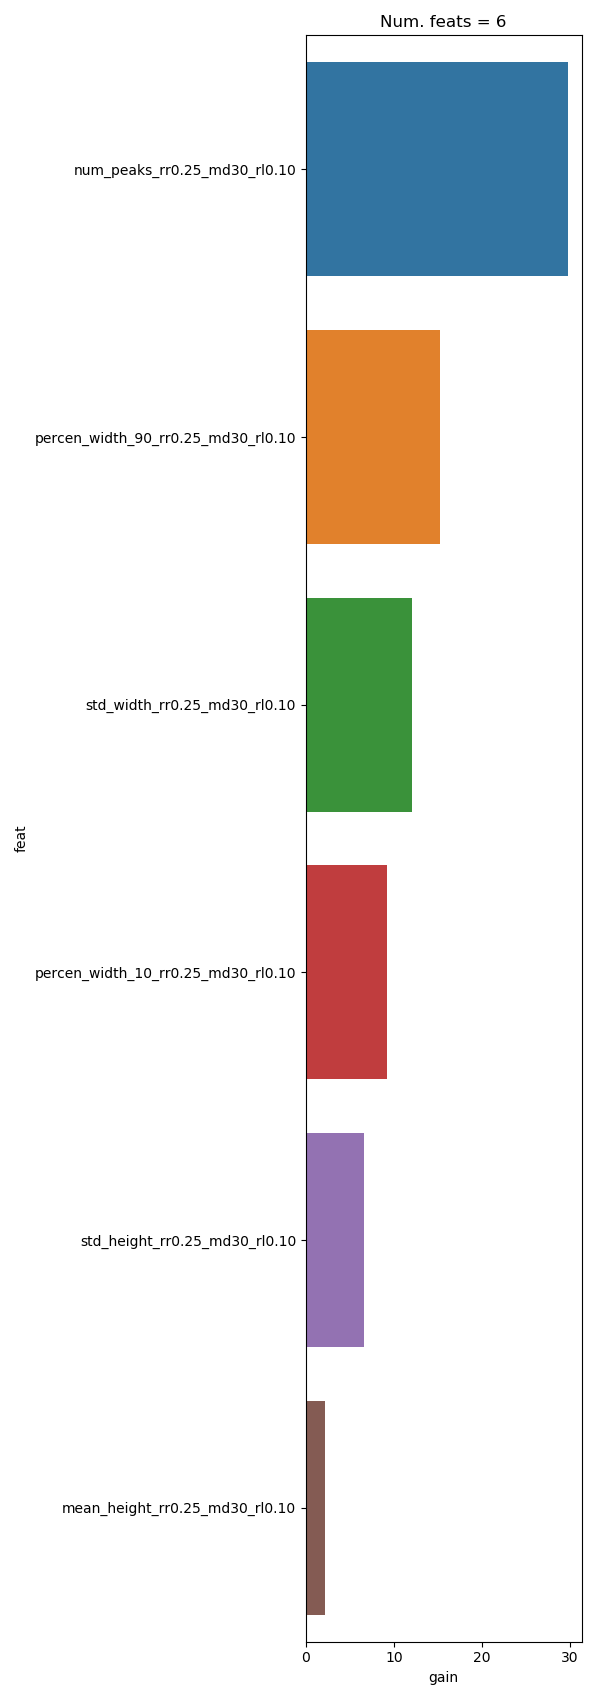 Num. feats = 6
num_peaks_rr0.25_md30_rl0.10
percen_width_90_rr0.25_md30_rl0.10
std_width_rr0.25_md30_rl0.10
feat
percen_width_10_rr0.25_md30_rl0.10
std_height_rr0.25_md30_rl0.10
mean_height_rr0.25_md30_rl0.10
0 10 20 30
gain